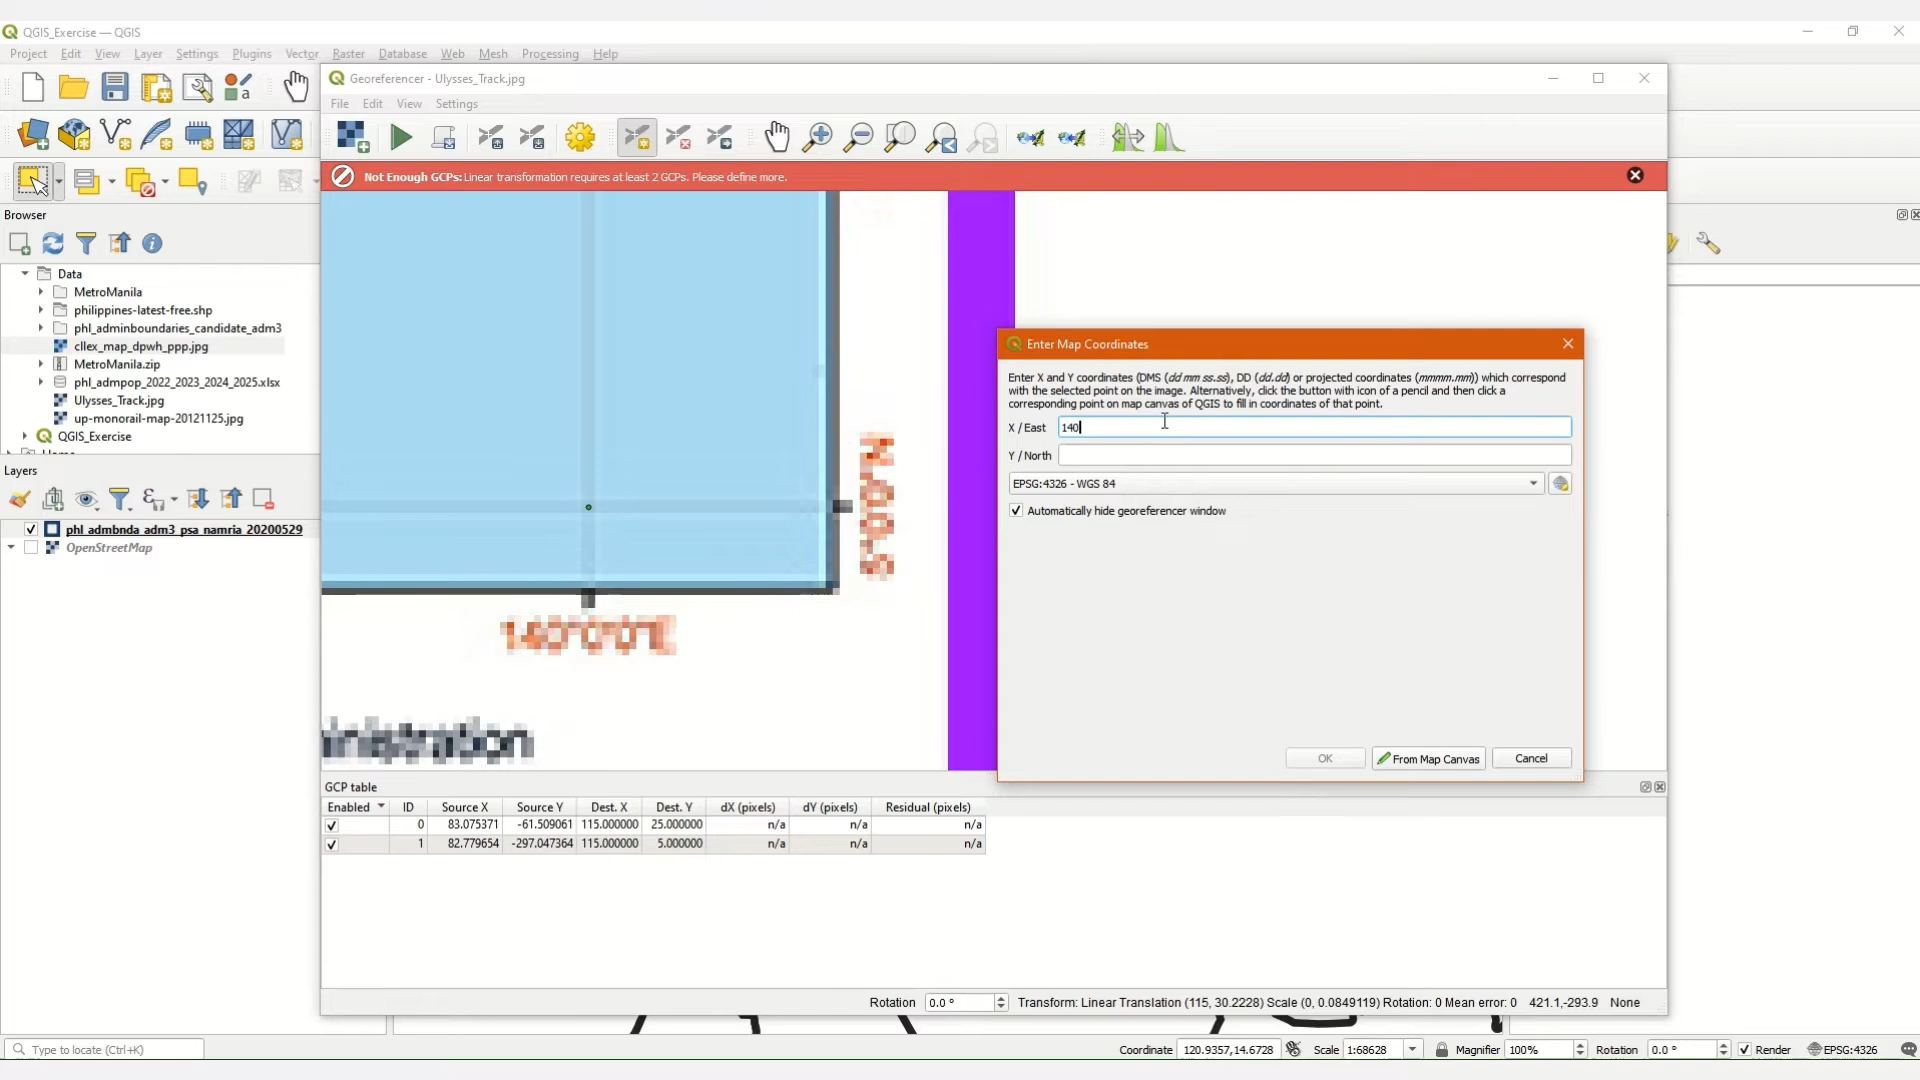 QGIS_Exercise — QGIS
Project Edit View Layer Settings Plugins Vector Raster Database Web Mesh Processing Help
Georeferencer - Ulysses_Track.jpg
File Edit View Settings
Not Enough GCPs: Linear transformation requires at least 2 GCPs. Please define more.
Browser
Data
MetroManila
philippines-latest-free.shp
phl_adminboundaries_candidate_adm3
cllex_map_dpwh_ppp.jpg
MetroManila.zip
phl_admpop_2022_2023_2024_2025.xlsx
Ulysses_Track.jpg
up-monorail-map-20121125.jpg
QGIS_Exercise
Layers
phl_admbnda_adm3_psa_namria_20200529
OpenStreetMap
140°0'0"E
inistration
Enter Map Coordinates
Enter X and Y coordinates (DMS (dd mm ss.ss), DD (dd.dd) or projected coordinates (mmmm.mm)) which correspond
with the selected point on the image. Alternatively, click the button with icon of a pencil and then click a
corresponding point on map canvas of QGIS to fill in coordinates of that point.
X / East 140
Y / North
EPSG:4326 - WGS 84
Automatically hide georeferencer window
OK From Map Canvas Cancel
GCP table
Enabled ID Source X Source Y Dest. X Dest. Y dX (pixels) dY (pixels) Residual (pixels)
0 83.075371 -61.509061 115.000000 25.000000 n/a n/a n/a
1 82.779654 -297.047364 115.000000 5.000000 n/a n/a n/a
Rotation 0.0 ° Transform: Linear Translation (115, 30.2228) Scale (0, 0.0849119) Rotation: 0 Mean error: 0 421.1,-293.9 None
Type to locate (Ctrl+K) Coordinate 120.9357,14.6728 Scale 1:68628 Magnifier 100% Rotation 0.0 ° Render EPSG:4326